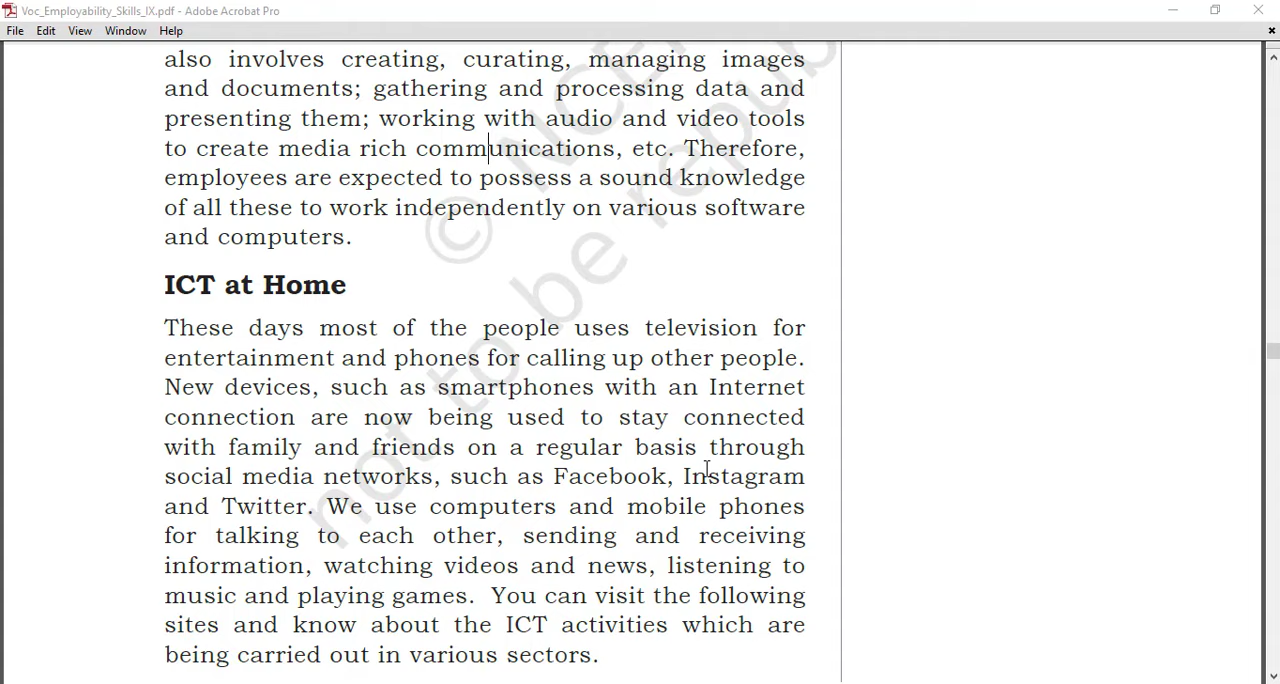 Voc_Employability_Skills_IX.pdf - Adobe Acrobat Pro
File Edit View Window Help
also involves creating, curating, managing images
and documents; gathering and processing data and
presenting them; working with audio and video tools
to create media rich communications, etc. Therefore,
employees are expected to possess a sound knowledge
of all these to work independently on various software
and computers.
ICT at Home
These days most of the people uses television for
entertainment and phones for calling up other people.
New devices, such as smartphones with an Internet
connection are now being used to stay connected
with family and friends on a regular basis through
social media networks, such as Facebook, Instagram
and Twitter. We use computers and mobile phones
for talking to each other, sending and receiving
information, watching videos and news, listening to
music and playing games.  You can visit the following
sites and know about the ICT activities which are
being carried out in various sectors.
© NCE
not to be repub